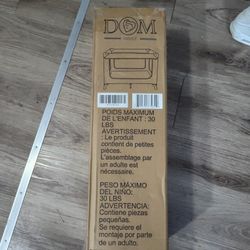 DOM
POIDS MAXIMUM
DE L'ENFANT : 30
LBS
AVERTISSEMENT
: Le produit
contient de petites
pièces.
L'assemblage par
un adulte est
nécessaire.
PESO MÁXIMO
DEL NIÑO:
30 LBS
ADVERTENCIA:
Contiene piezas
pequeñas.
Se requiere el
montaje por parte
de un adulto.